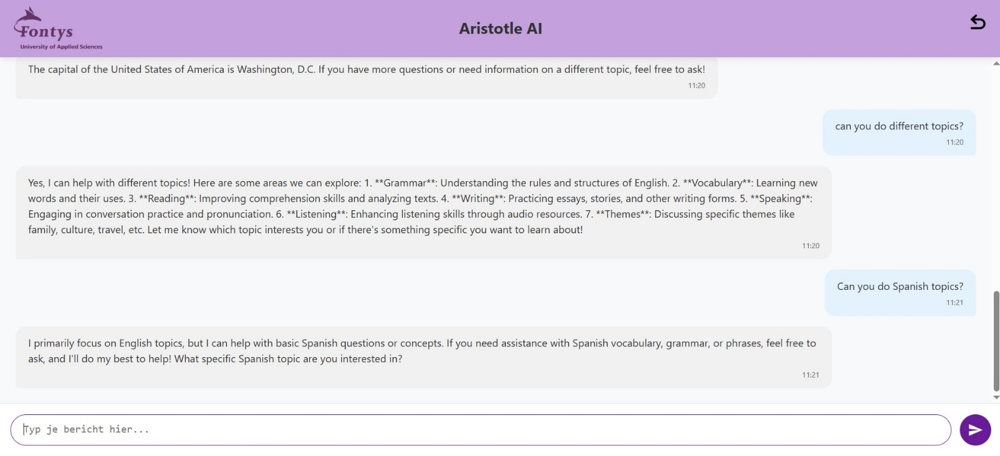 Fontys
University of Applied Sciences
Aristotle AI
The capital of the United States of America is Washington, D.C. If you have more questions or need information on a different topic, feel free to ask!
11:20
can you do different topics?
11:20
Yes, I can help with different topics! Here are some areas we can explore: 1. **Grammar**: Understanding the rules and structures of English. 2. **Vocabulary**: Learning new
words and their uses. 3. **Reading**: Improving comprehension skills and analyzing texts. 4. **Writing**: Practicing essays, stories, and other writing forms. 5. **Speaking**:
Engaging in conversation practice and pronunciation. 6. **Listening**: Enhancing listening skills through audio resources. 7. **Themes**: Discussing specific themes like
family, culture, travel, etc. Let me know which topic interests you or if there's something specific you want to learn about!
11:20
Can you do Spanish topics?
11:21
I primarily focus on English topics, but I can help with basic Spanish questions or concepts. If you need assistance with Spanish vocabulary, grammar, or phrases, feel free to
ask, and I'll do my best to help! What specific Spanish topic are you interested in?
11:21
Typ je bericht hier...